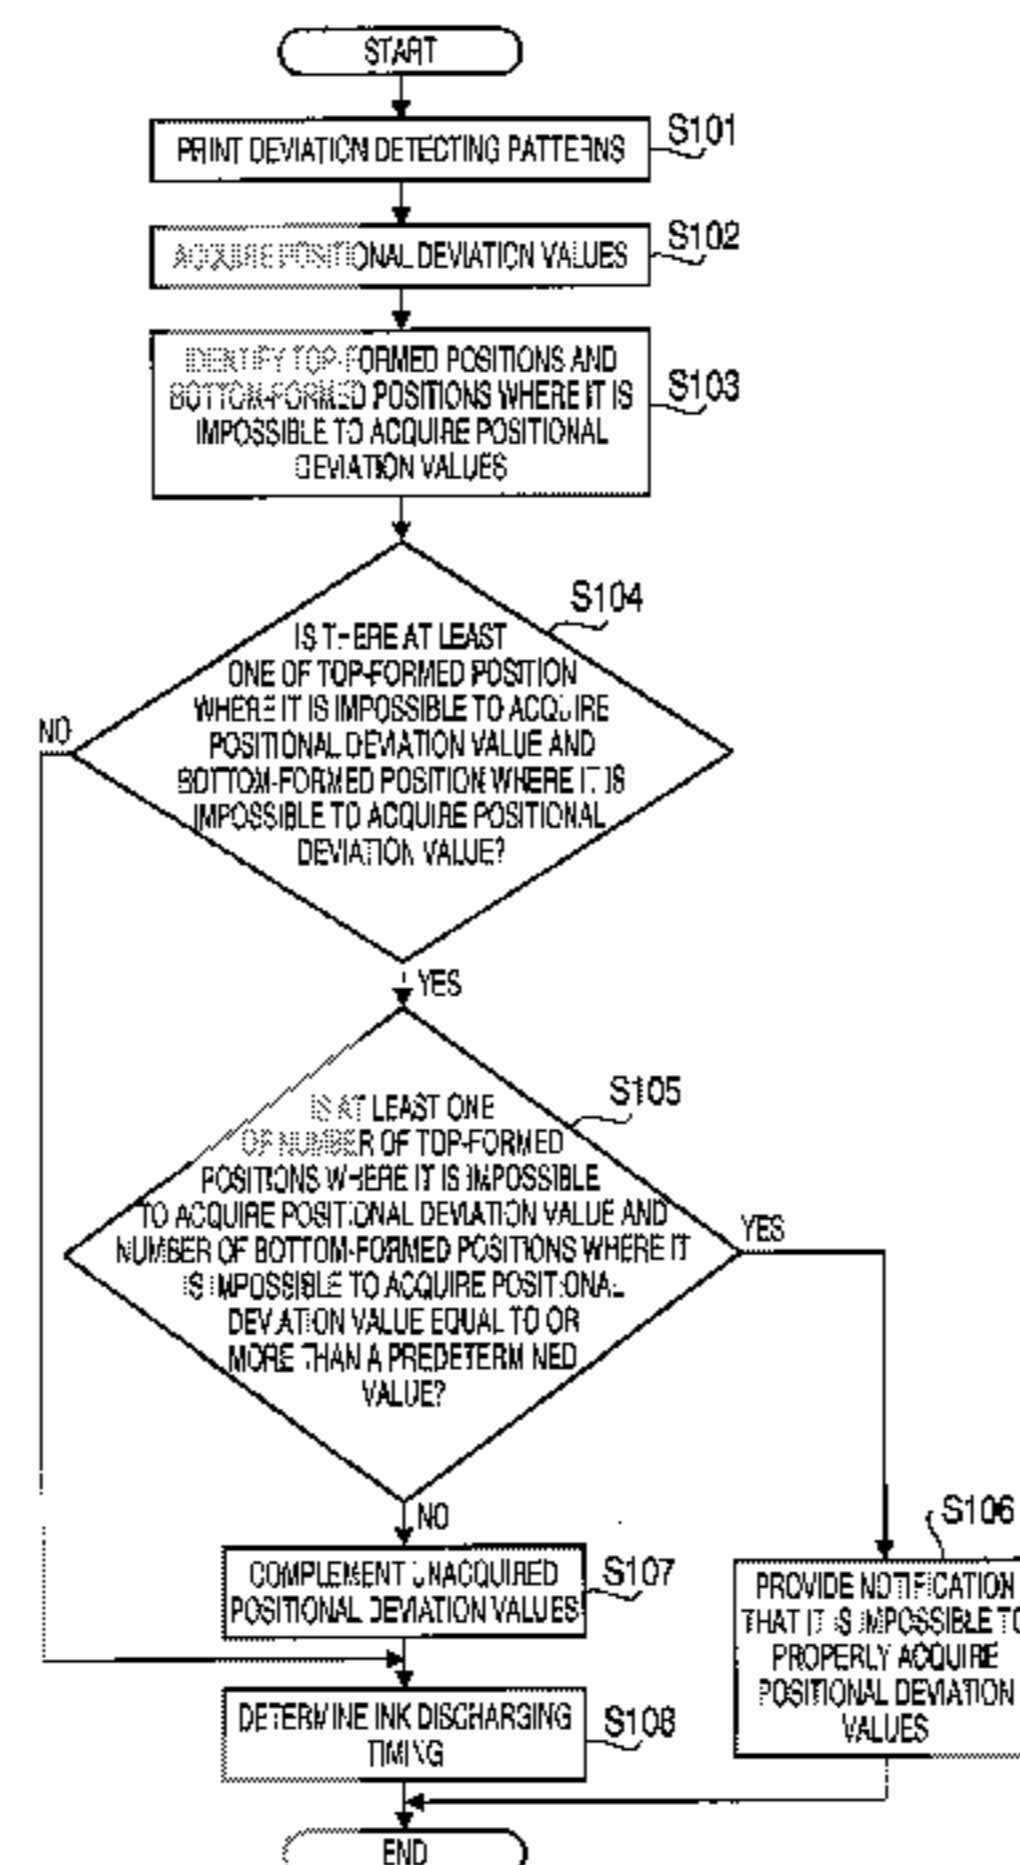 START
PRINT DEVIATION DETECTING PATTERNS
S101
ACQUIRE POSITIONAL DEVIATION VALUES
S102
IDENTIFY TOP-FORMED POSITIONS AND
BOTTOM-FORMED POSITIONS WHERE IT IS
IMPOSSIBLE TO ACQUIRE POSITIONAL
DEVIATION VALUES
S103
S104
IS THERE AT LEAST
ONE OF TOP-FORMED POSITION
WHERE IT IS IMPOSSIBLE TO ACQUIRE
POSITIONAL DEVIATION VALUE AND
BOTTOM-FORMED POSITION WHERE IT IS
IMPOSSIBLE TO ACQUIRE POSITIONAL
DEVIATION VALUE?
NO
YES
S105
IS AT LEAST ONE
OF NUMBER OF TOP-FORMED
POSITIONS WHERE IT IS IMPOSSIBLE
TO ACQUIRE POSITIONAL DEVIATION VALUE AND
NUMBER OF BOTTOM-FORMED POSITIONS WHERE IT
IS IMPOSSIBLE TO ACQUIRE POSITIONAL
DEVIATION VALUE EQUAL TO OR
MORE THAN A PREDETERMINED
VALUE?
YES
NO
S106
PROVIDE NOTIFICATION
THAT IT IS IMPOSSIBLE TO
PROPERLY ACQUIRE
POSITIONAL DEVIATION
VALUES
COMPLEMENT UNACQUIRED
POSITIONAL DEVIATION VALUES
S107
DETERMINE INK DISCHARGING
TIMING
S108
END